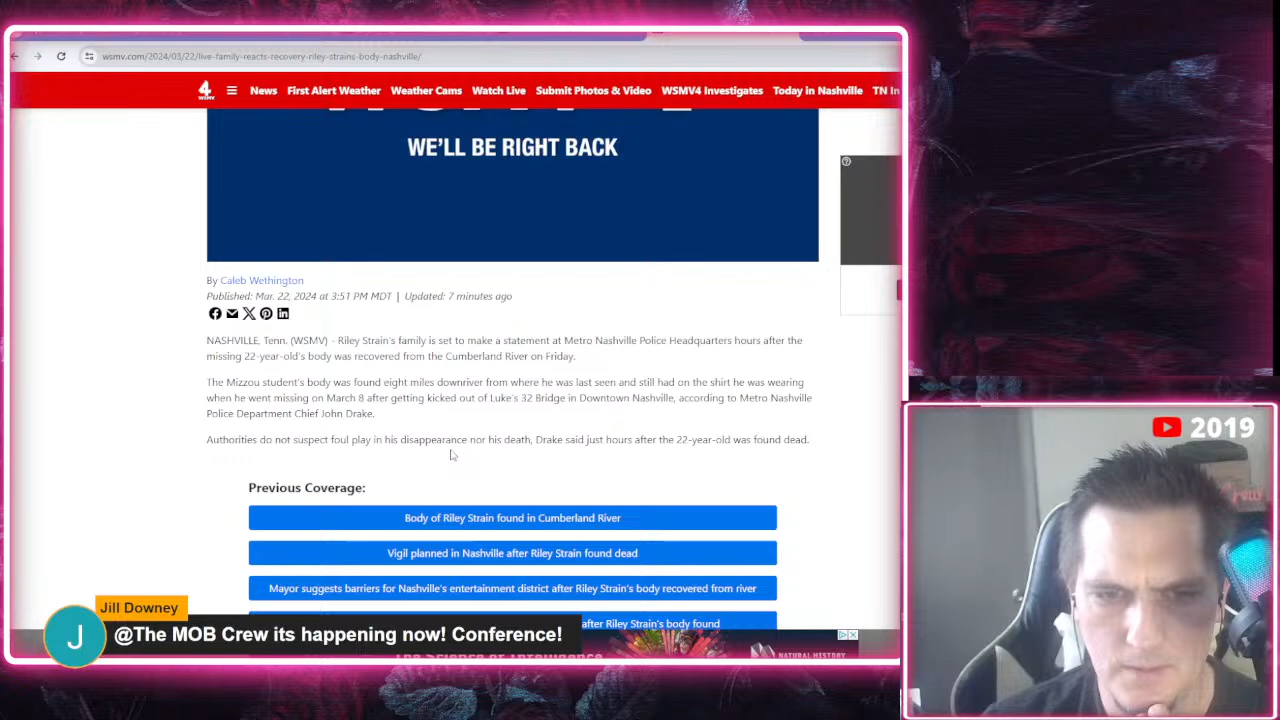 wsmv.com/2024/03/22/live-family-reacts-recovery-riley-strains-body-nashville/
4 WSMV News First Alert Weather Weather Cams Watch Live Submit Photos & Video WSMV4 Investigates Today in Nashville TN In
WE'LL BE RIGHT BACK
By Caleb Wethington
Published: Mar. 22, 2024 at 3:51 PM MDT | Updated: 7 minutes ago
NASHVILLE, Tenn. (WSMV) - Riley Strain's family is set to make a statement at Metro Nashville Police Headquarters hours after the
missing 22-year-old's body was recovered from the Cumberland River on Friday.
The Mizzou student's body was found eight miles downriver from where he was last seen and still had on the shirt he was wearing
when he went missing on March 8 after getting kicked out of Luke's 32 Bridge in Downtown Nashville, according to Metro Nashville
Police Department Chief John Drake.
Authorities do not suspect foul play in his disappearance nor his death, Drake said just hours after the 22-year-old was found dead.
Previous Coverage:
Body of Riley Strain found in Cumberland River
Vigil planned in Nashville after Riley Strain found dead
Mayor suggests barriers for Nashville's entertainment district after Riley Strain's body recovered from river
after Riley Strain's body found
Jill Downey
J
@The MOB Crew its happening now! Conference!
The Science of Intelligence
NATURAL HISTORY
2019